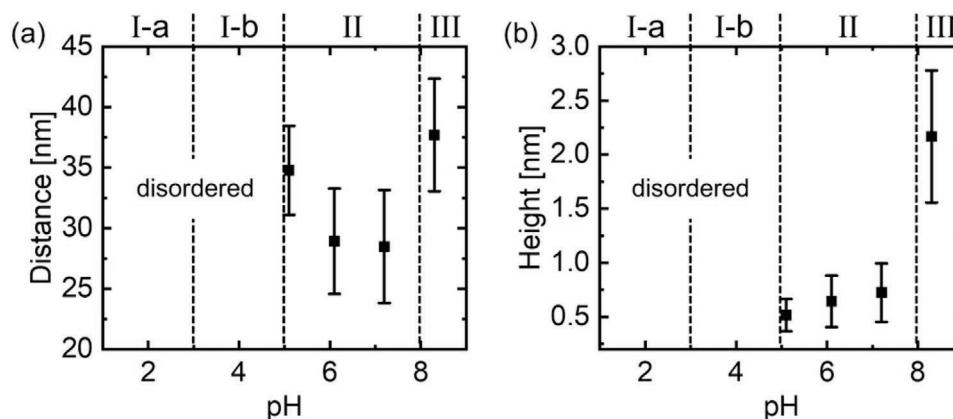 (a) I-a I-b II III
45
40
35
30
25
20
Distance [nm]
disordered
2 4 6 8
pH
(b) I-a I-b II III
3.0
2.5
2.0
1.5
1.0
0.5
Height [nm]
disordered
2 4 6 8
pH